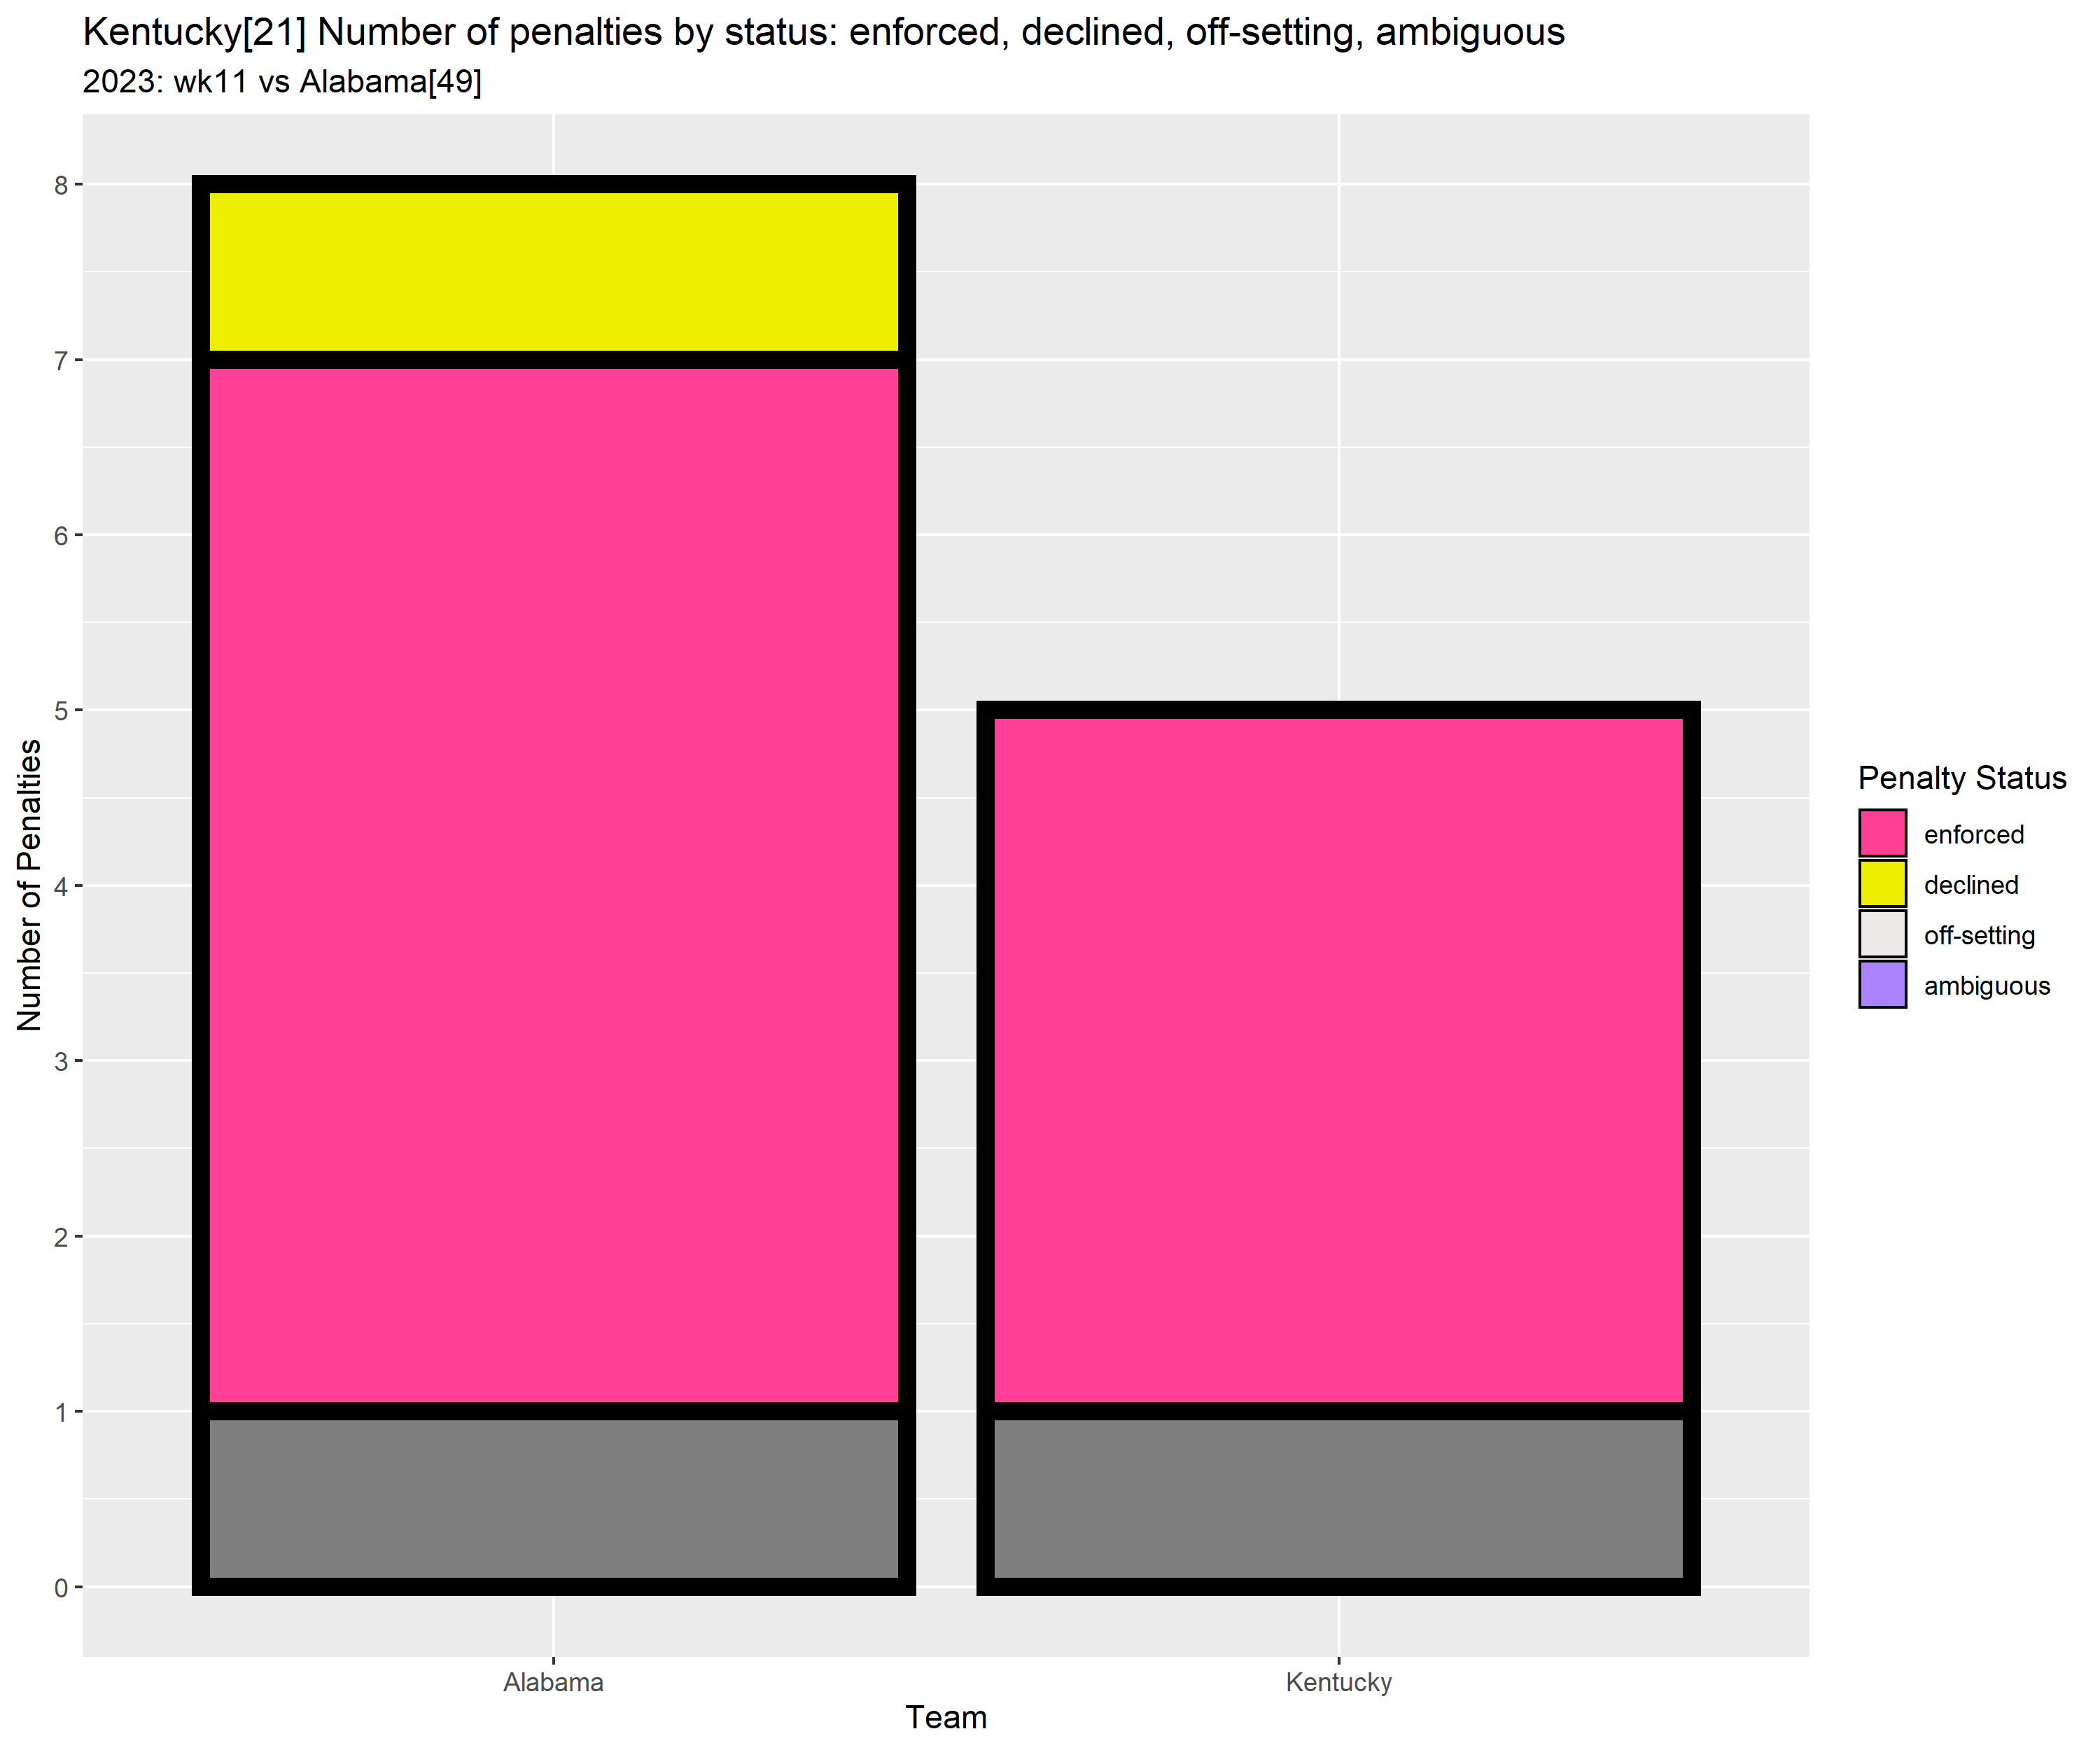 Kentucky[21] Number of penalties by status: enforced, declined, off-setting, ambiguous
2023: wk11 vs Alabama[49]
8
7
6
5
4
3
2
1
0
Number of Penalties
Alabama
Kentucky
Team
Penalty Status
enforced
declined
off-setting
ambiguous